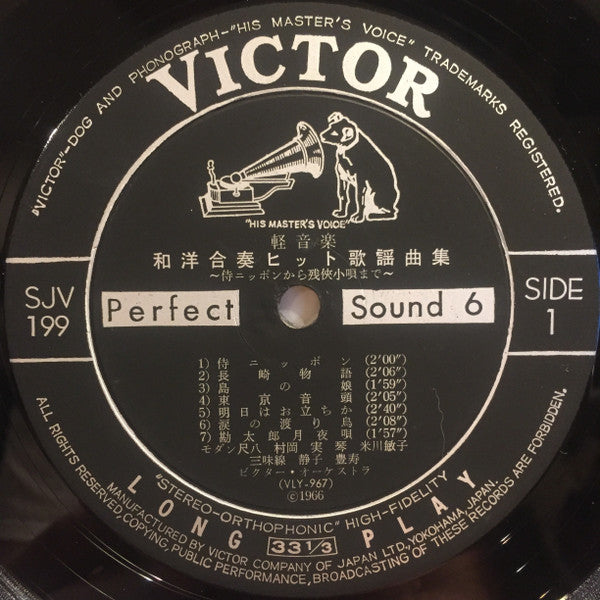 "VICTOR"–DOG AND PHONOGRAPH–"HIS MASTER'S VOICE" TRADEMARKS REGISTERED.
VICTOR
"HIS MASTER'S VOICE"
軽音楽
和洋合奏ヒット歌謡曲集
〜侍ニッポンから残俠小唄まで〜
SJV
199
Perfect
Sound 6
SIDE
1
1) 侍ニッポン (2'00")
2) 長崎物語 (2'06")
3) 島の娘 (1'59")
4) 東京音頭 (2'05")
5) 明日はお立ちか (2'40")
6) 涙の渡り鳥 (2'08")
7) 勘太郎月夜唄 (1'57")
モダン尺八 村岡 実 琴 米川敏子
三味線 静子 豊寿
ビクター・オーケストラ
(VLY-967)
©1966
"STEREO-ORTHOPHONIC" HIGH-FIDELITY
LONG PLAY
33 1/3
MANUFACTURED BY VICTOR COMPANY OF JAPAN LTD., YOKOHAMA, JAPAN.
ALL RIGHTS RESERVED, COPYING, PUBLIC PERFORMANCE, BROADCASTING OF THESE RECORDS ARE FORBIDDEN.